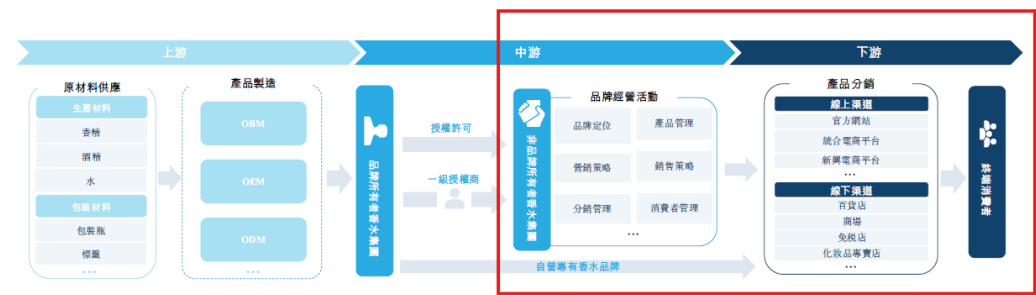 上游
中游
下游
原材料供應
生產材料
香精
酒精
水
包裝材料
包裝瓶
標籤
...
產品製造
OBM
OEM
ODM
...
品牌所有者香水集團
授權許可
一級授權商
自營專有香水品牌
非品牌所有者香水集團
品牌經營活動
品牌定位
產品管理
營銷策略
銷售策略
分銷管理
消費者管理
...
產品分銷
線上渠道
官方網站
統合電商平台
新興電商平台
...
線下渠道
百貨店
商場
免稅店
化妝品專賣店
...
終端消費者